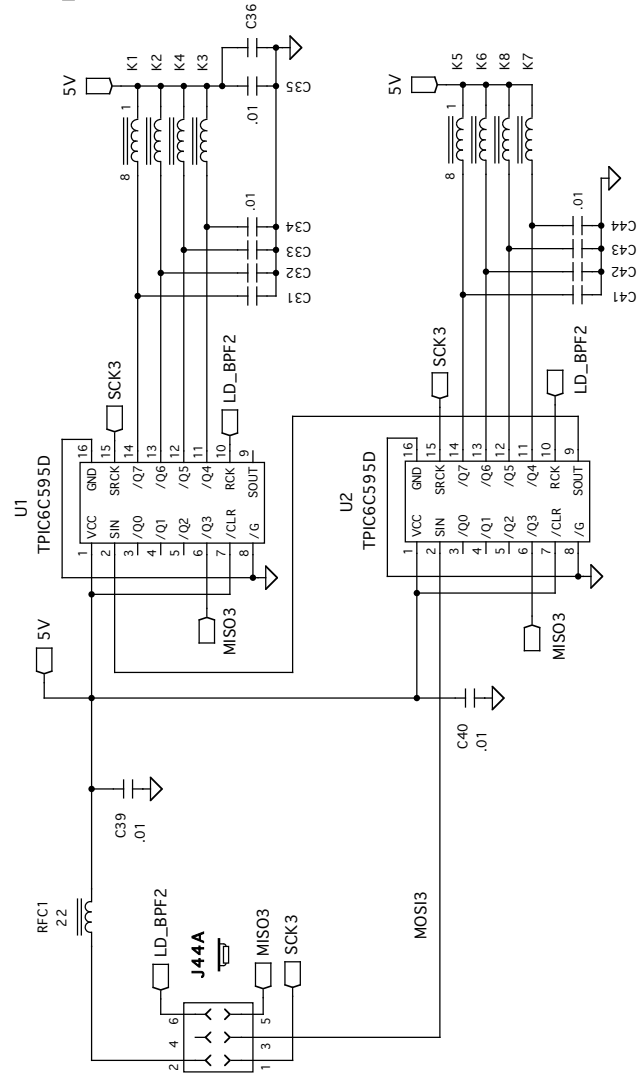 C36
K1
K2
K4
K3
5V
C35
.01
8
1
.01
C34
C33
C32
C31
K5
K6
K8
K7
5V
8
1
.01
C44
C43
C42
C41
SCK3
LD_BPF2
SCK3
LD_BPF2
U1
TPIC6C595D
16
15
14
13
12
11
10
9
GND
SRCK
/Q7
/Q6
/Q5
/Q4
RCK
SOUT
VCC
SIN
/Q0
/Q1
/Q2
/Q3
/CLR
/G
1
2
3
4
5
6
7
8
U2
TPIC6C595D
16
15
14
13
12
11
10
9
GND
SRCK
/Q7
/Q6
/Q5
/Q4
RCK
SOUT
VCC
SIN
/Q0
/Q1
/Q2
/Q3
/CLR
/G
1
2
3
4
5
6
7
8
5V
MISO3
MISO3
C40
.01
C39
.01
RFC1
22
LD_BPF2
J44A
MISO3
SCK3
MOSI3
6
4
2
5
3
1